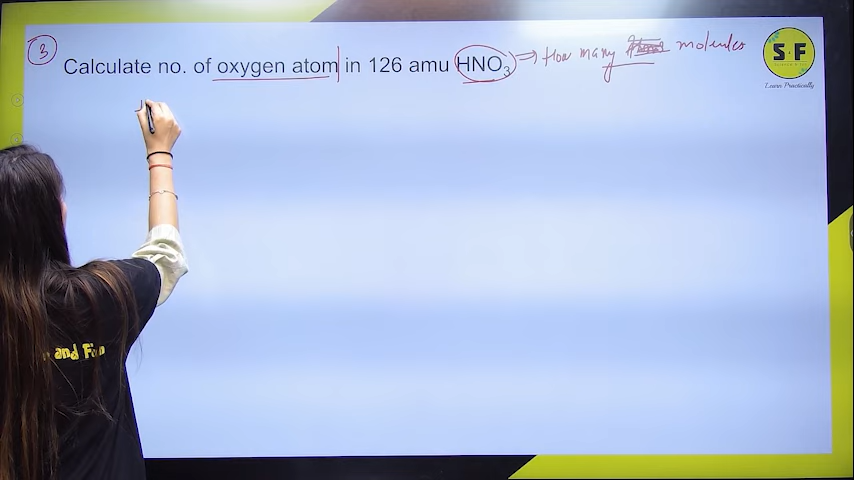 3
Calculate no. of oxygen atom in 126 amu HNO₃ ⇒ How many molecules
S F
Learn Practically
and Fun